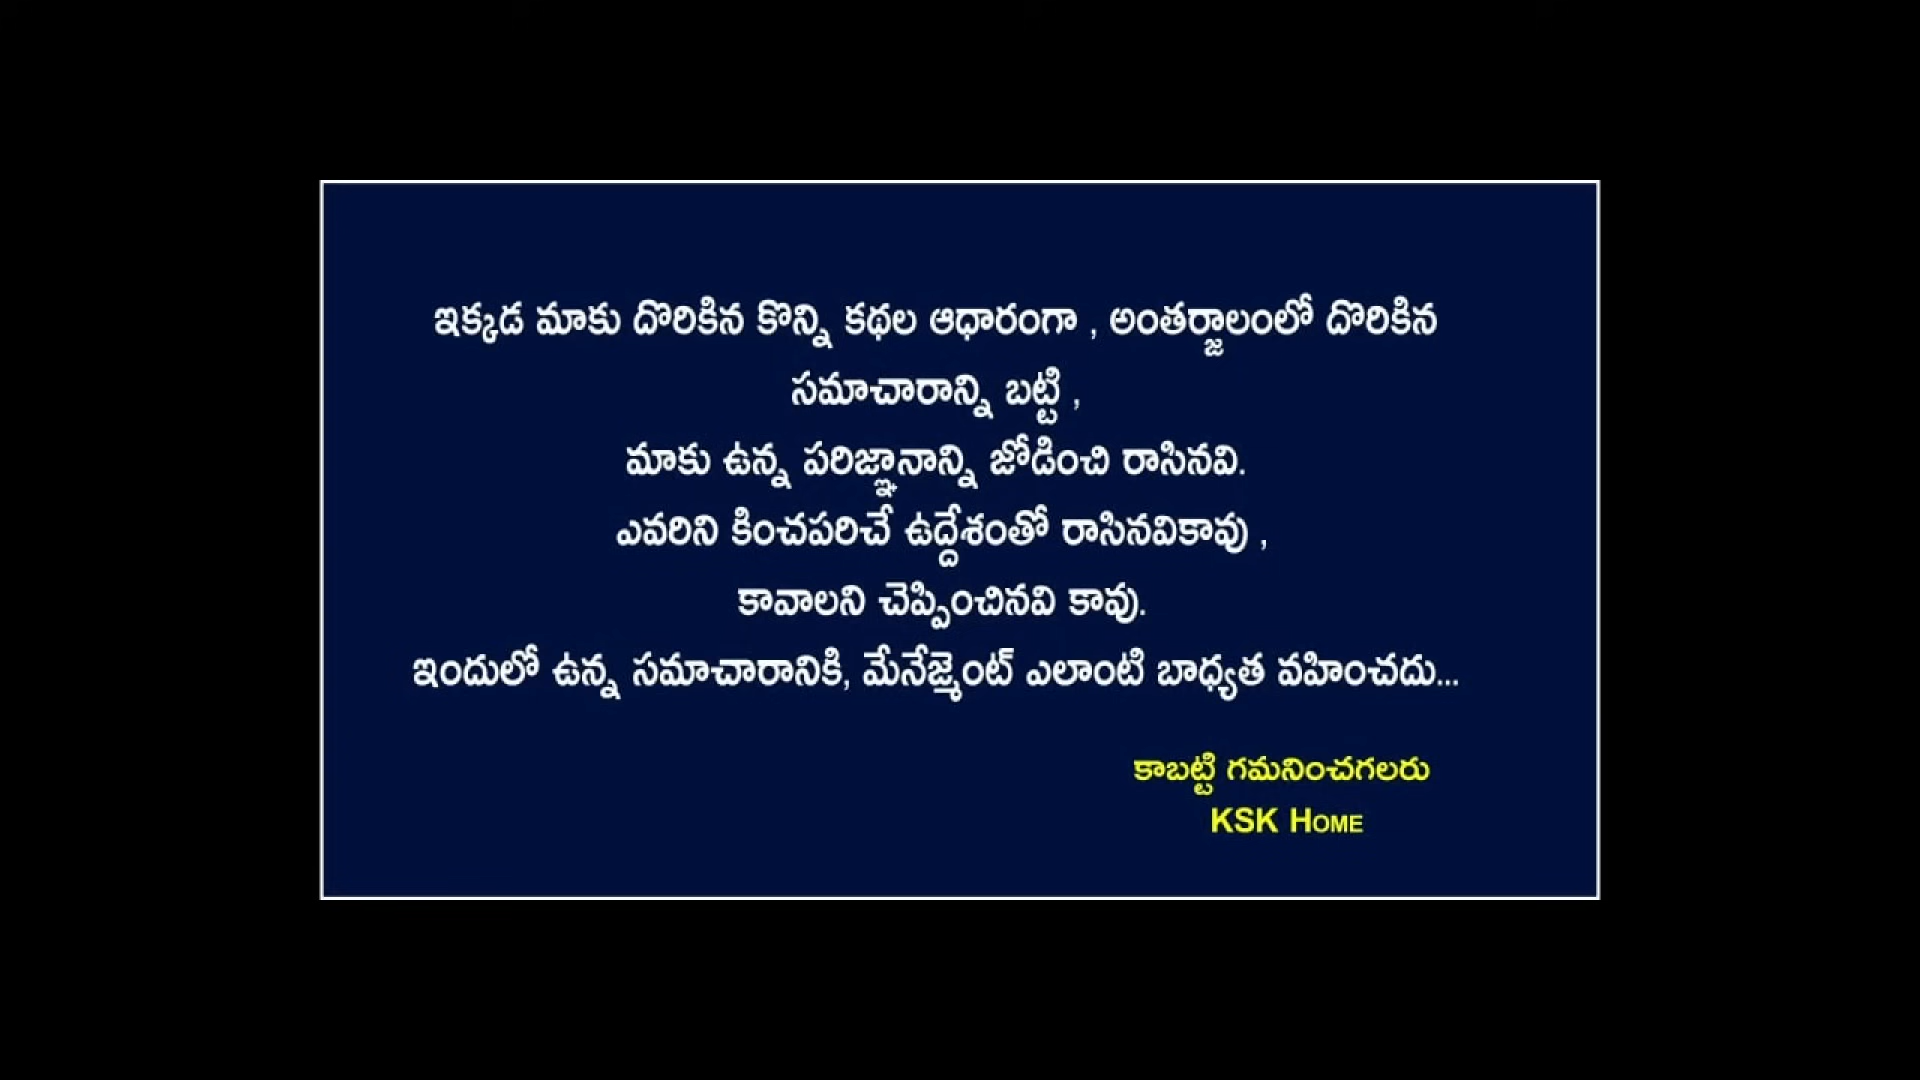 ఇక్కడ మాకు దొరికిన కొన్ని కథల ఆధారంగా , అంతర్జాలంలో దొరికిన
సమాచారాన్ని బట్టి ,
మాకు ఉన్న పరిజ్ఞానాన్ని జోడించి రాసినవి.
ఎవరిని కించపరిచే ఉద్దేశంతో రాసినవికావు ,
కావాలని చెప్పించినవి కావు.
ఇందులో ఉన్న సమాచారానికి, మేనేజ్మెంట్ ఎలాంటి బాధ్యత వహించదు...
కాబట్టి గమనించగలరు
KSK HOME